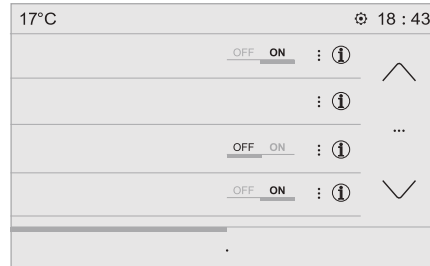 17°C 18 : 43
OFF ON : i
: i
OFF ON : i
...
OFF ON : i
.